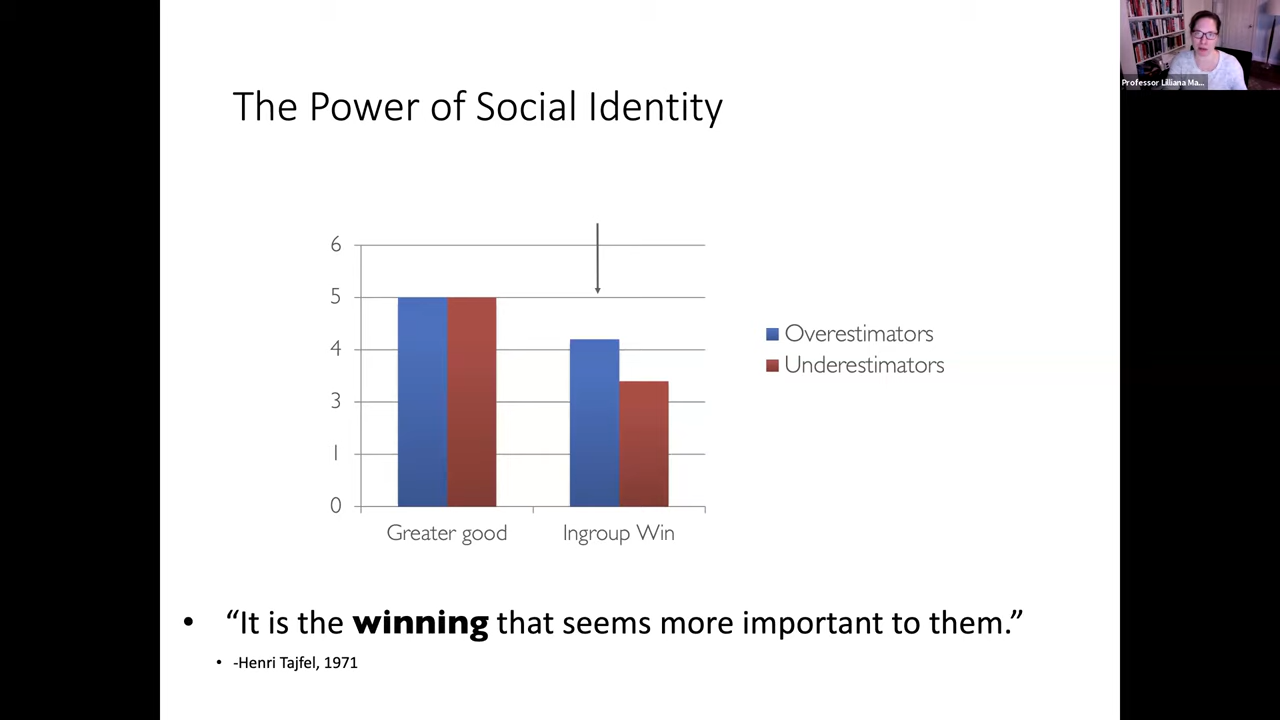 Professor Lilliana Ma...
The Power of Social Identity
6
5
4
3
1
0
Greater good
Ingroup Win
Overestimators
Underestimators
• “It is the winning that seems more important to them.”
• -Henri Tajfel, 1971